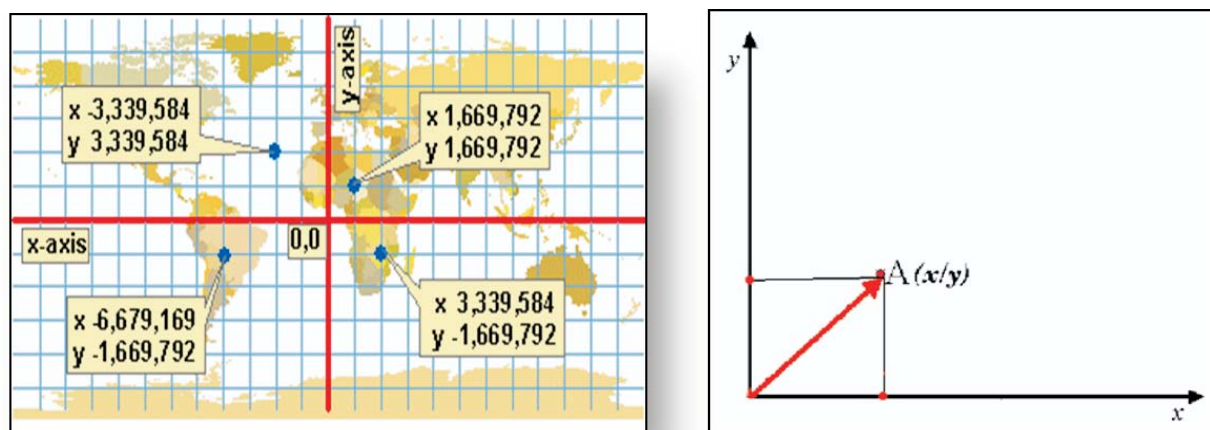 y-axis
x -3,339,584
y 3,339,584
x 1,669,792
y 1,669,792
x-axis
0,0
x -6,679,169
y -1,669,792
x 3,339,584
y -1,669,792
y
A (x/y)
x